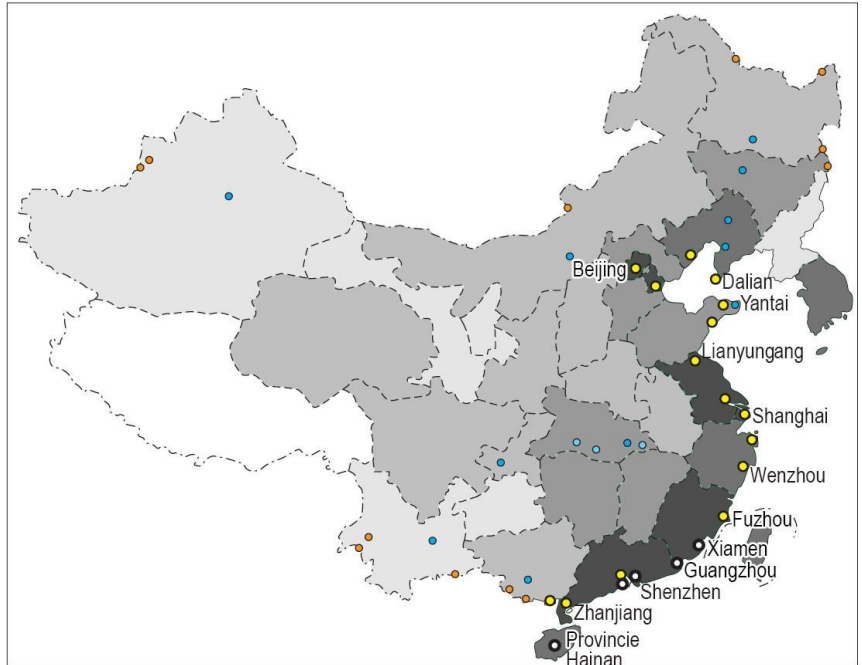 Beijing
Dalian
Yantai
Lianyungang
Shanghai
Wenzhou
Fuzhou
Xiamen
Guangzhou
Shenzhen
Zhanjiang
Provincie
Hainan